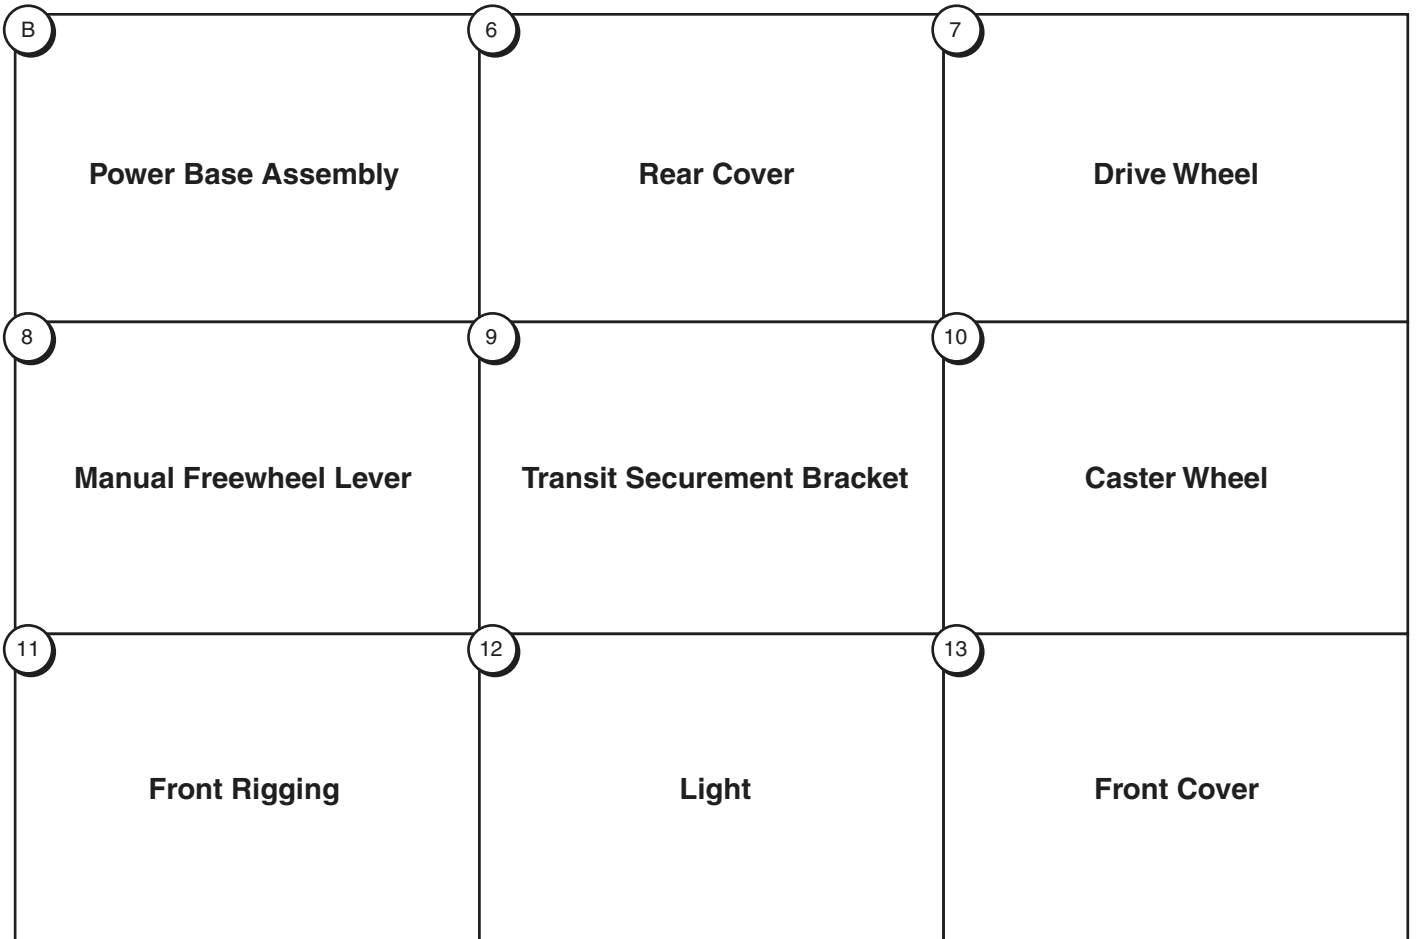 B
6
7
Power Base Assembly
Rear Cover
Drive Wheel
8
9
10
Manual Freewheel Lever
Transit Securement Bracket
Caster Wheel
11
12
13
Front Rigging
Light
Front Cover